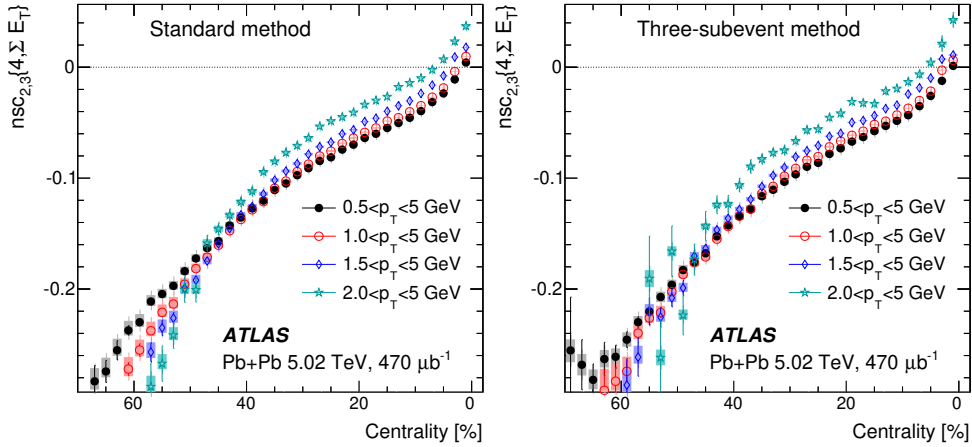 Standard method
nsc2,3{4,Σ ET}
0
-0.1
-0.2
0.5<pT<5 GeV
1.0<pT<5 GeV
1.5<pT<5 GeV
2.0<pT<5 GeV
ATLAS
Pb+Pb 5.02 TeV, 470 μb-1
60 40 20 0
Centrality [%]
Three-subevent method
nsc2,3{4,Σ ET}
0
-0.1
-0.2
0.5<pT<5 GeV
1.0<pT<5 GeV
1.5<pT<5 GeV
2.0<pT<5 GeV
ATLAS
Pb+Pb 5.02 TeV, 470 μb-1
60 40 20 0
Centrality [%]